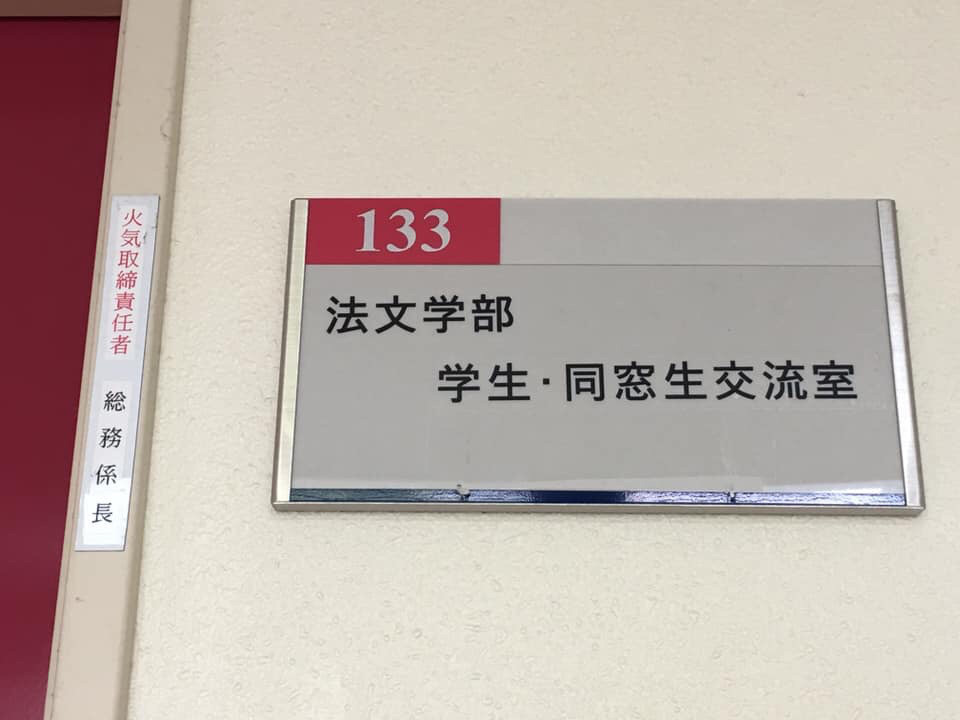 133
法文学部
学生・同窓生交流室
火気取締責任者
総務係長